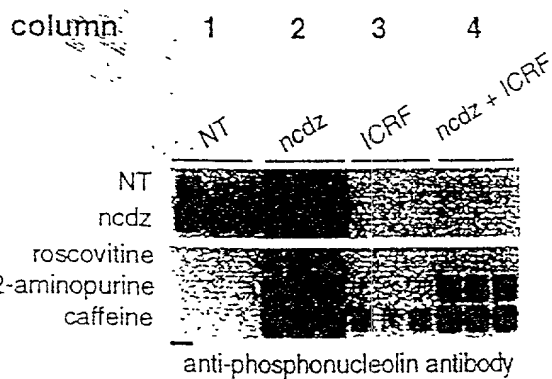 column 1 2 3 4
NT ncdz ICRF ncdz + ICRF
NT
ncdz
roscovitine
2-aminopurine
caffeine
anti-phosphonucleolin antibody